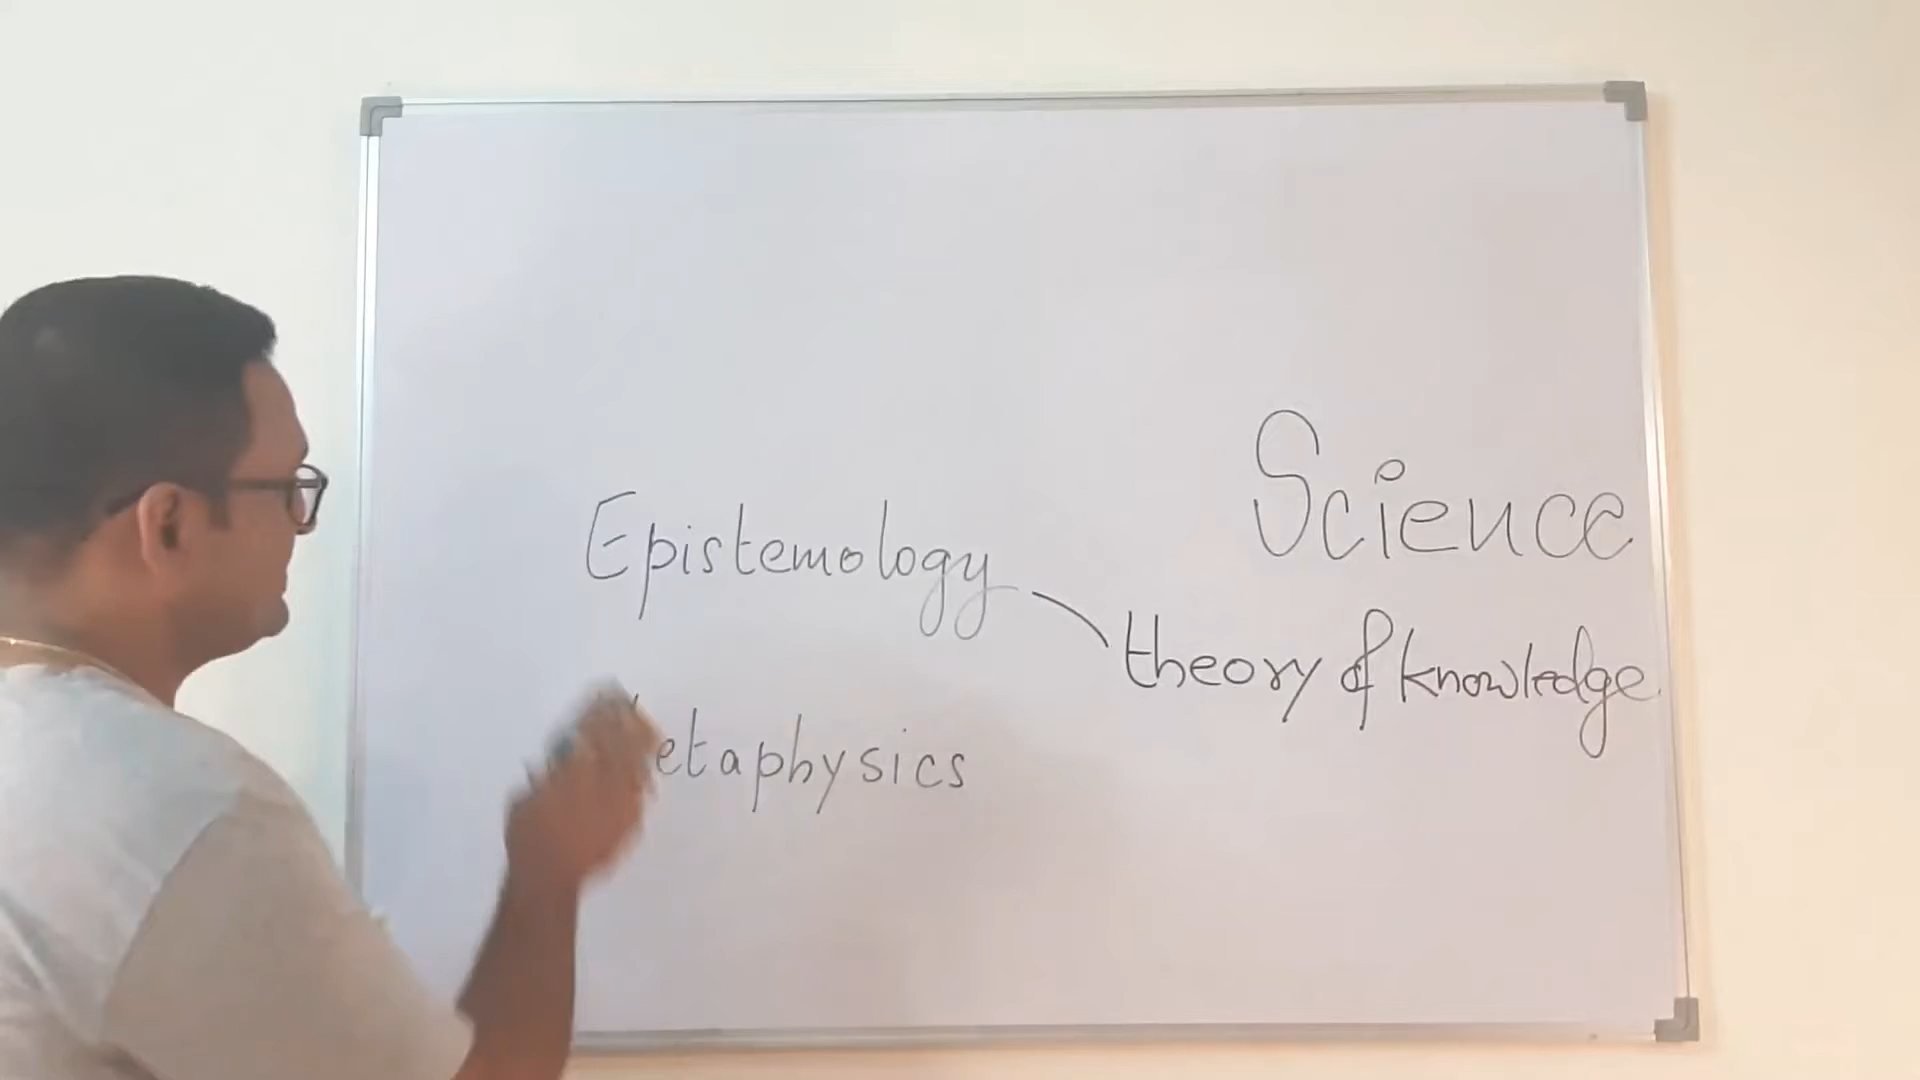 Science
Epistemology
theory of knowledge
etaphysics